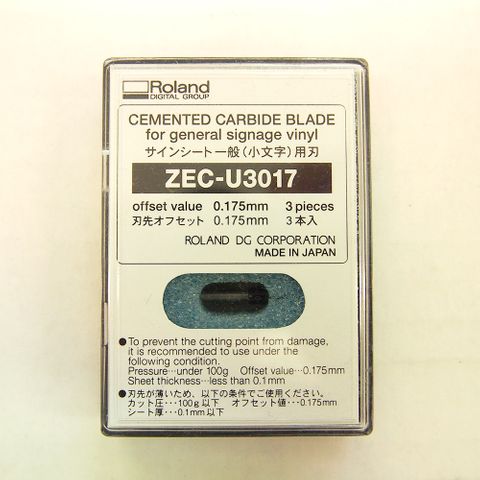 Roland
DIGITAL GROUP
CEMENTED CARBIDE BLADE
for general signage vinyl
サインシート一般(小文字)用刃
ZEC-U3017
offset value 0.175mm 3 pieces
刃先オフセット 0.175mm 3本入
ROLAND DG CORPORATION
MADE IN JAPAN
●To prevent the cutting point from damage,
it is recommended to use under the
following condition.
Pressure…under 100g Offset value…0.175mm
Sheet thickness…less than 0.1mm
●刃先が薄いため、以下の条件でご使用ください。
カット圧…100g以下 オフセット値…0.175mm
シート厚…0.1mm以下